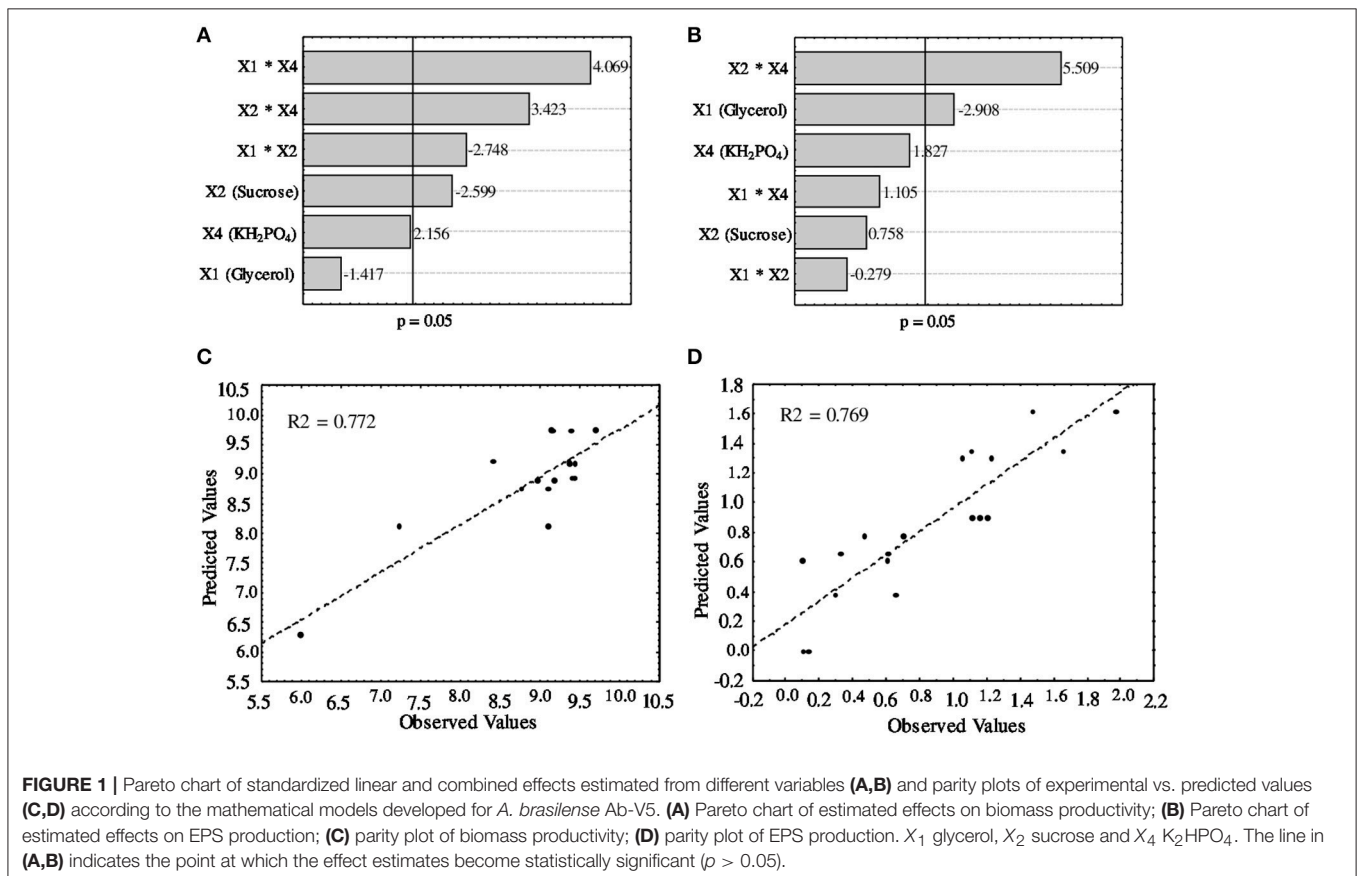 A
X1 * X4
4.069
X2 * X4
3.423
X1 * X2
-2.748
X2 (Sucrose)
-2.599
X4 (KH₂PO₄)
2.156
X1 (Glycerol)
-1.417
p = 0.05
B
X2 * X4
5.509
X1 (Glycerol)
-2.908
X4 (KH₂PO₄)
1.827
X1 * X4
1.105
X2 (Sucrose)
0.758
X1 * X2
-0.279
p = 0.05
C
R2 = 0.772
Predicted Values
10.5
10.0
9.5
9.0
8.5
8.0
7.5
7.0
6.5
6.0
5.5
5.5 6.0 7.0 7.5 8.0 8.5 9.0 9.5 10.0 10.5
Observed Values
D
R2 = 0.769
Predicted Values
1.8
1.6
1.4
1.2
1.0
0.8
0.6
0.4
0.2
0.0
-0.2
-0.2 0.0 0.2 0.4 0.6 0.8 1.0 1.2 1.4 1.6 1.8 2.0 2.2
Observed Values
FIGURE 1 | Pareto chart of standardized linear and combined effects estimated from different variables (A,B) and parity plots of experimental vs. predicted values
(C,D) according to the mathematical models developed for A. brasilense Ab-V5. (A) Pareto chart of estimated effects on biomass productivity; (B) Pareto chart of
estimated effects on EPS production; (C) parity plot of biomass productivity; (D) parity plot of EPS production. X₁ glycerol, X₂ sucrose and X₄ K₂HPO₄. The line in
(A,B) indicates the point at which the effect estimates become statistically significant (p > 0.05).